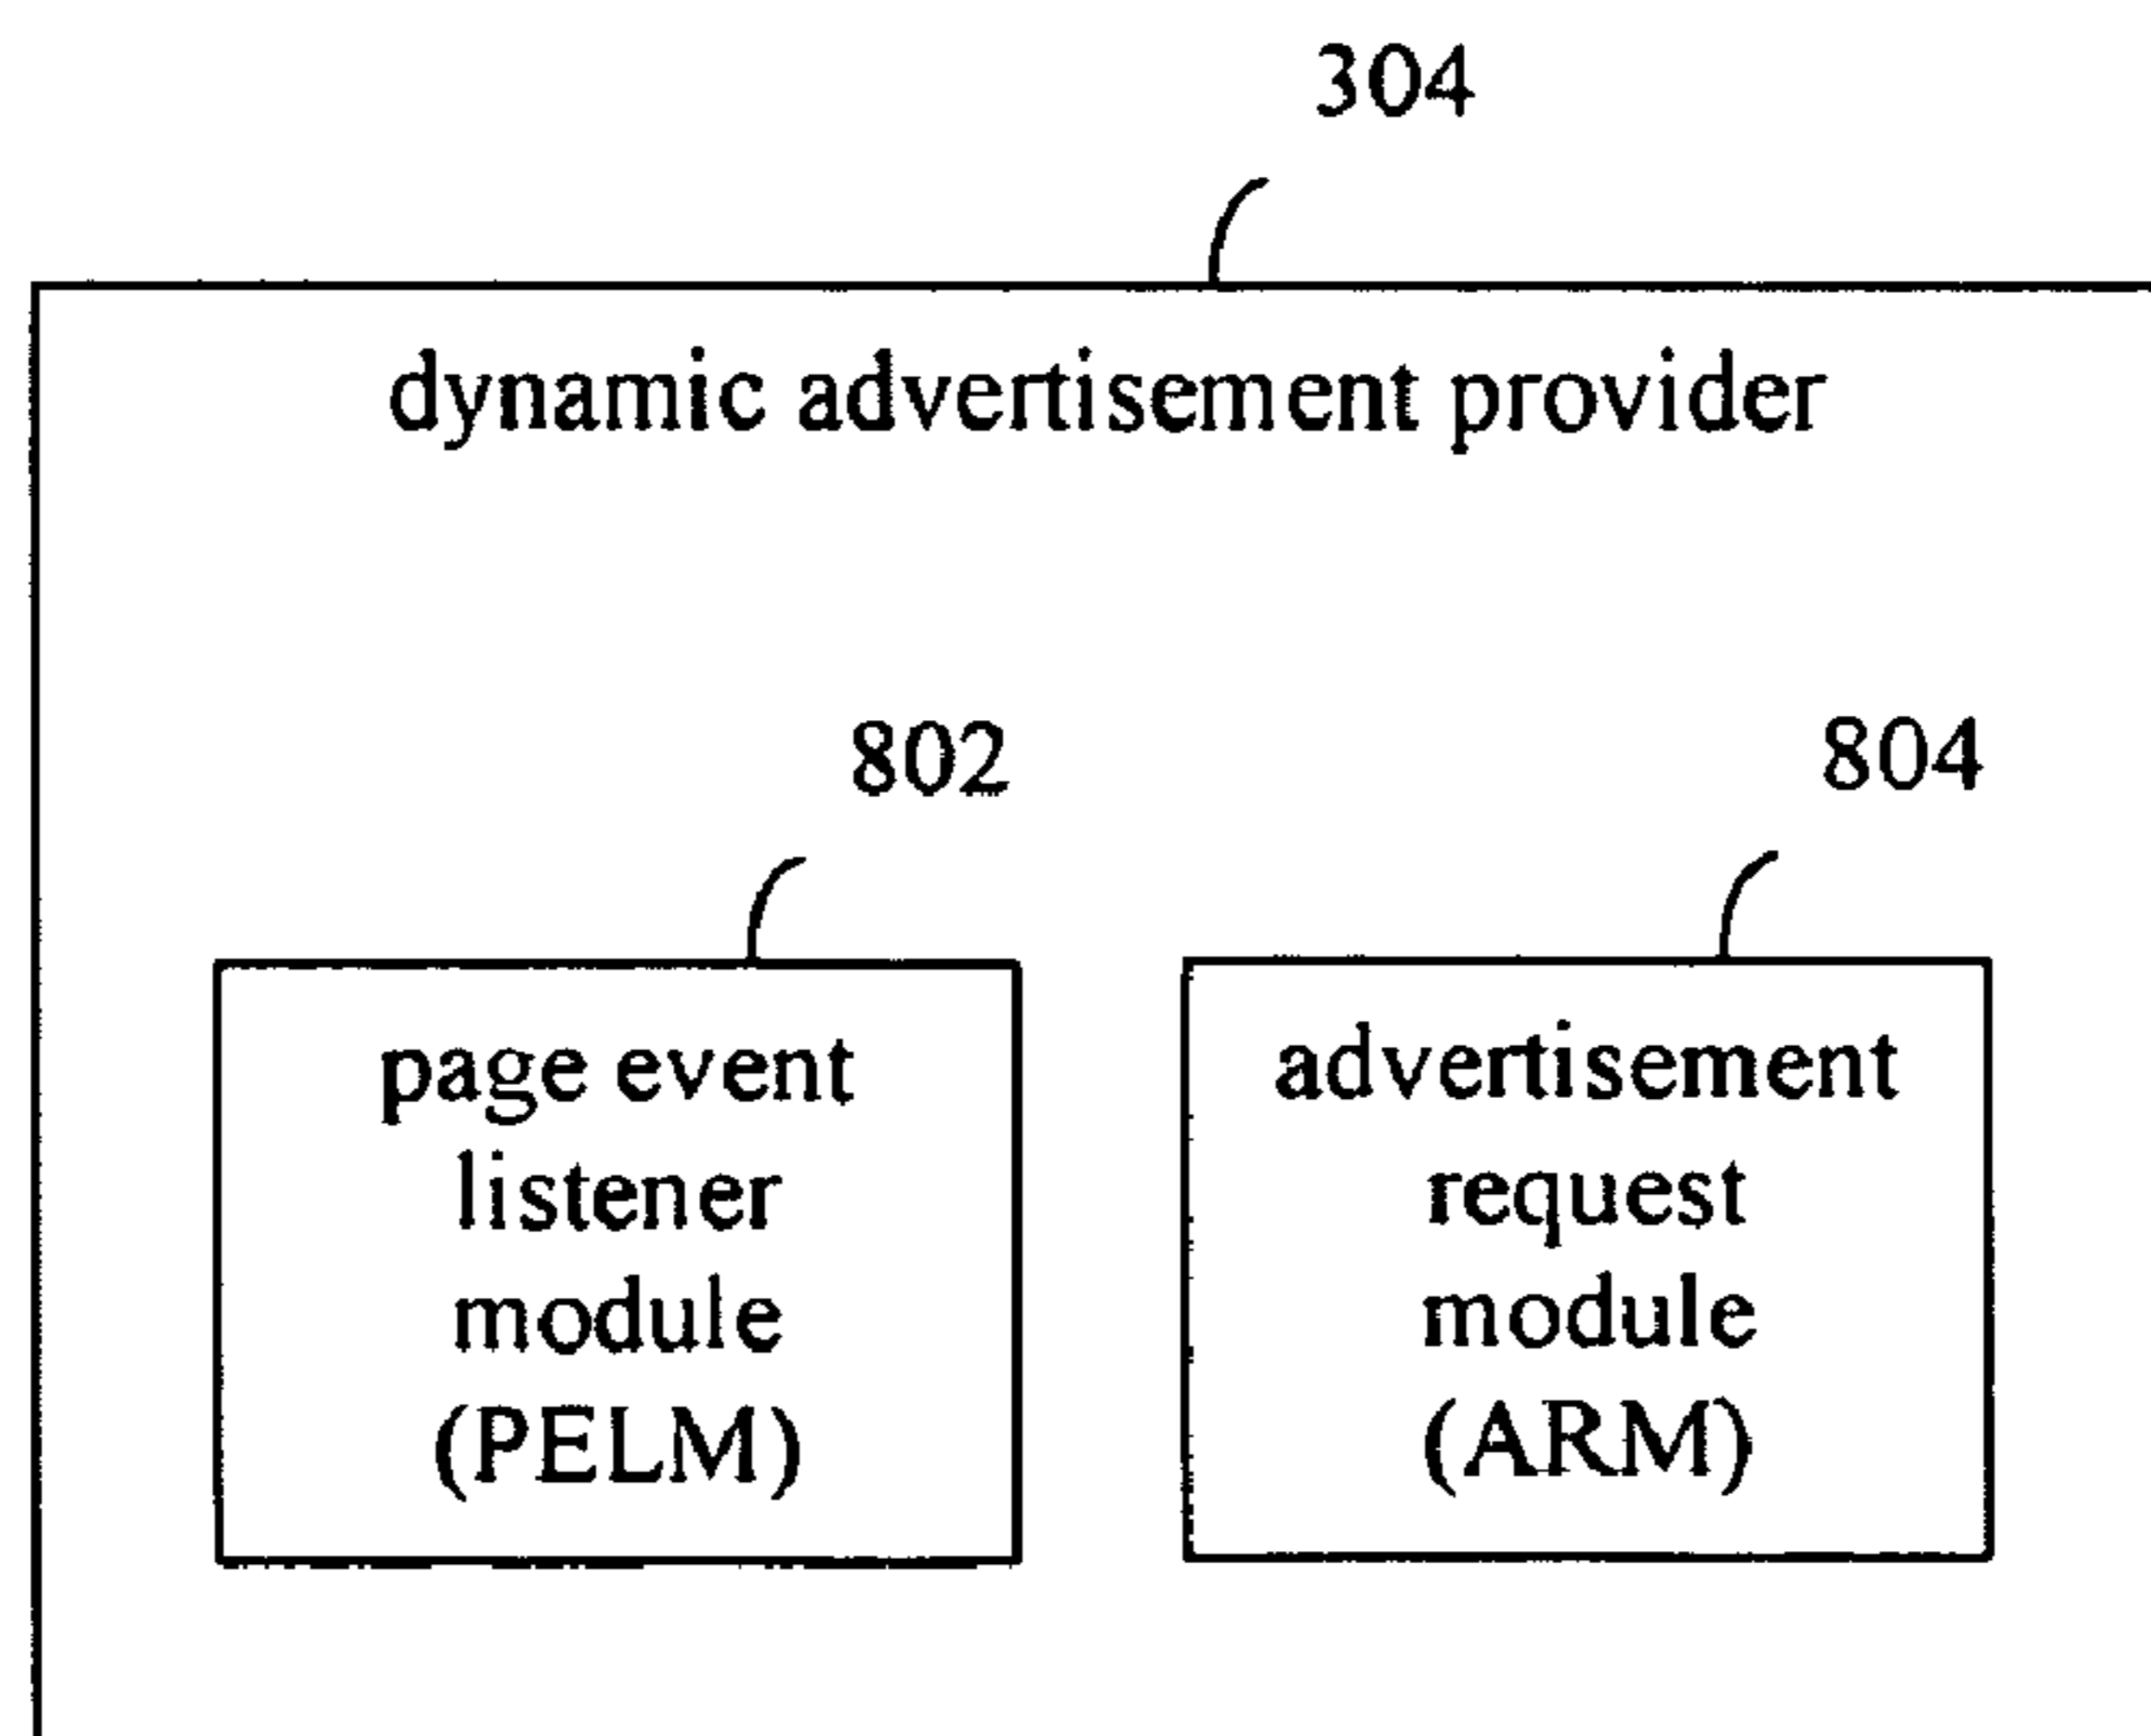 304
dynamic advertisement provider
802
804
page event
listener
module
(PELM)
advertisement
request
module
(ARM)